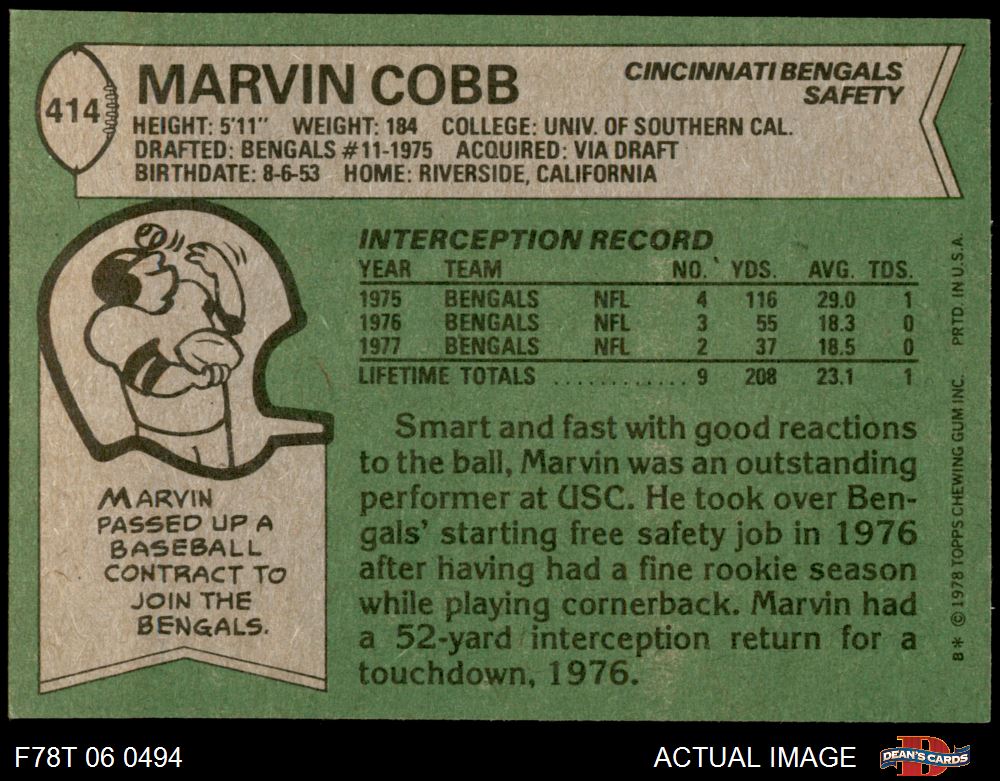 414
MARVIN COBB
CINCINNATI BENGALS
SAFETY
HEIGHT: 5'11" WEIGHT: 184 COLLEGE: UNIV. OF SOUTHERN CAL.
DRAFTED: BENGALS #11-1975 ACQUIRED: VIA DRAFT
BIRTHDATE: 8-6-53 HOME: RIVERSIDE, CALIFORNIA
INTERCEPTION RECORD
YEAR TEAM NO. YDS. AVG. TDS.
1975 BENGALS NFL 4 116 29.0 1
1976 BENGALS NFL 3 55 18.3 0
1977 BENGALS NFL 2 37 18.5 0
LIFETIME TOTALS ............ 9 208 23.1 1
Smart and fast with good reactions
to the ball, Marvin was an outstanding
performer at USC. He took over Ben-
gals' starting free safety job in 1976
after having had a fine rookie season
while playing cornerback. Marvin had
a 52-yard interception return for a
touchdown, 1976.
MARVIN
PASSED UP A
BASEBALL
CONTRACT TO
JOIN THE
BENGALS.
8* © 1978 TOPPS CHEWING GUM INC. PRTD. IN U.S.A.
F78T 06 0494
ACTUAL IMAGE
DEAN'S CARDS